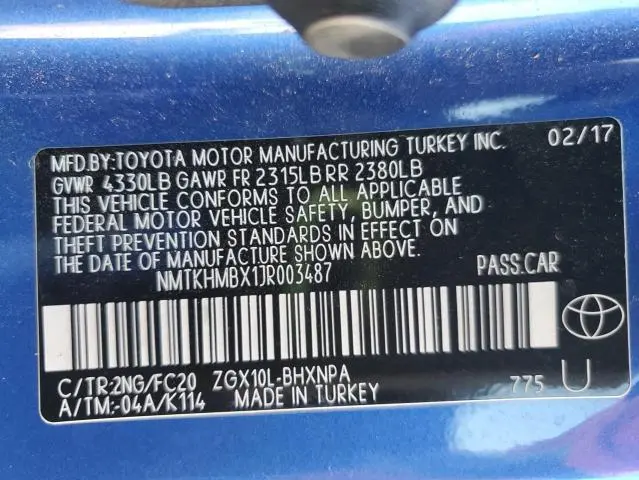 MFD.BY:TOYOTA MOTOR MANUFACTURING TURKEY INC. 02/17
GVWR 4330LB GAWR FR 2315LB RR 2380LB
THIS VEHICLE CONFORMS TO ALL APPLICABLE
FEDERAL MOTOR VEHICLE SAFETY, BUMPER, AND
THEFT PREVENTION STANDARDS IN EFFECT ON
THE DATE OF MANUFACTURE SHOWN ABOVE.
NMTKHMBX1JR003487 PASS.CAR
C/TR:2NG/FC20 ZGX10L-BHXNPA
A/TM:-04A/K114 MADE IN TURKEY 775 U